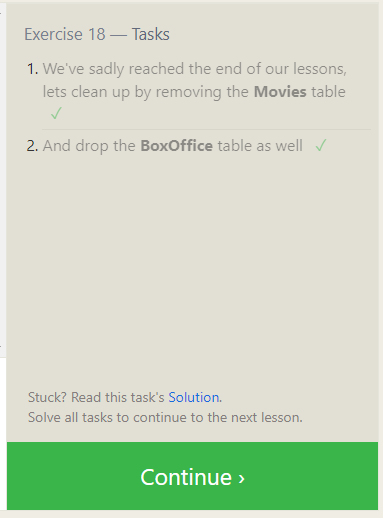 Exercise 18 — Tasks
1. We've sadly reached the end of our lessons,
lets clean up by removing the Movies table
✓
2. And drop the BoxOffice table as well ✓
Stuck? Read this task's Solution.
Solve all tasks to continue to the next lesson.
Continue ›